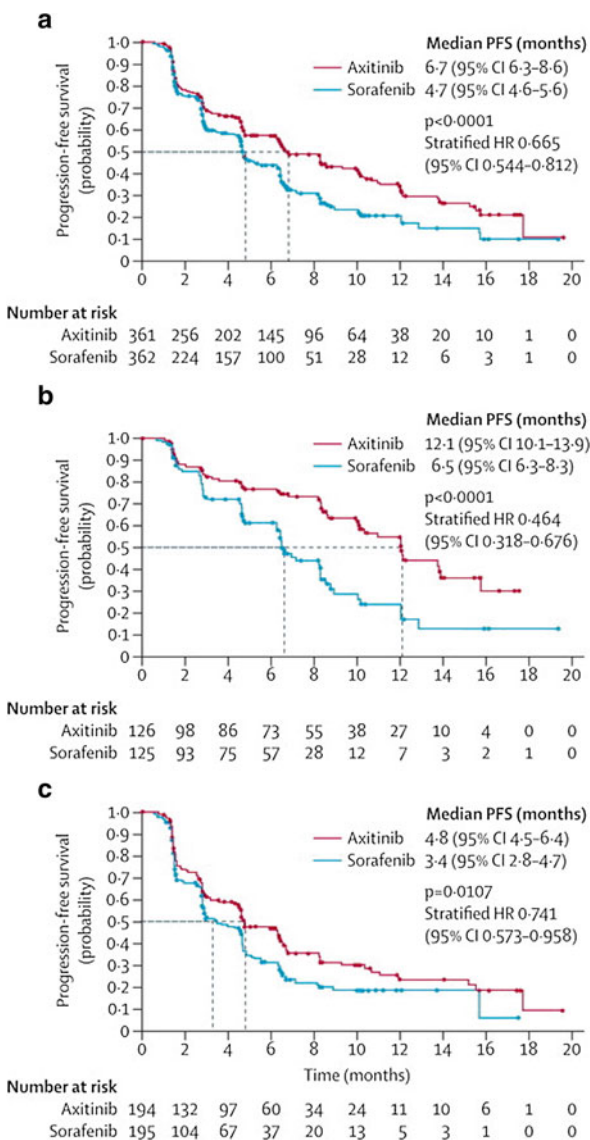 a
Median PFS (months)
Axitinib 6·7 (95% CI 6·3–8·6)
Sorafenib 4·7 (95% CI 4·6–5·6)
p<0·0001
Stratified HR 0·665
(95% CI 0·544–0·812)
Progression-free survival
(probability)
1·0
0·9
0·8
0·7
0·6
0·5
0·4
0·3
0·2
0·1
0
0 2 4 6 8 10 12 14 16 18 20
Number at risk
Axitinib 361 256 202 145 96 64 38 20 10 1 0
Sorafenib 362 224 157 100 51 28 12 6 3 1 0
b
Median PFS (months)
Axitinib 12·1 (95% CI 10·1–13·9)
Sorafenib 6·5 (95% CI 6·3–8·3)
p<0·0001
Stratified HR 0·464
(95% CI 0·318–0·676)
Progression-free survival
(probability)
1·0
0·9
0·8
0·7
0·6
0·5
0·4
0·3
0·2
0·1
0
0 2 4 6 8 10 12 14 16 18 20
Number at risk
Axitinib 126 98 86 73 55 38 27 10 4 0 0
Sorafenib 125 93 75 57 28 12 7 3 2 1 0
c
Median PFS (months)
Axitinib 4·8 (95% CI 4·5–6·4)
Sorafenib 3·4 (95% CI 2·8–4·7)
p=0·0107
Stratified HR 0·741
(95% CI 0·573–0·958)
Progression-free survival
(probability)
1·0
0·9
0·8
0·7
0·6
0·5
0·4
0·3
0·2
0·1
0
0 2 4 6 8 10 12 14 16 18 20
Time (months)
Number at risk
Axitinib 194 132 97 60 34 24 11 10 6 1 0
Sorafenib 195 104 67 37 20 13 5 3 1 0 0